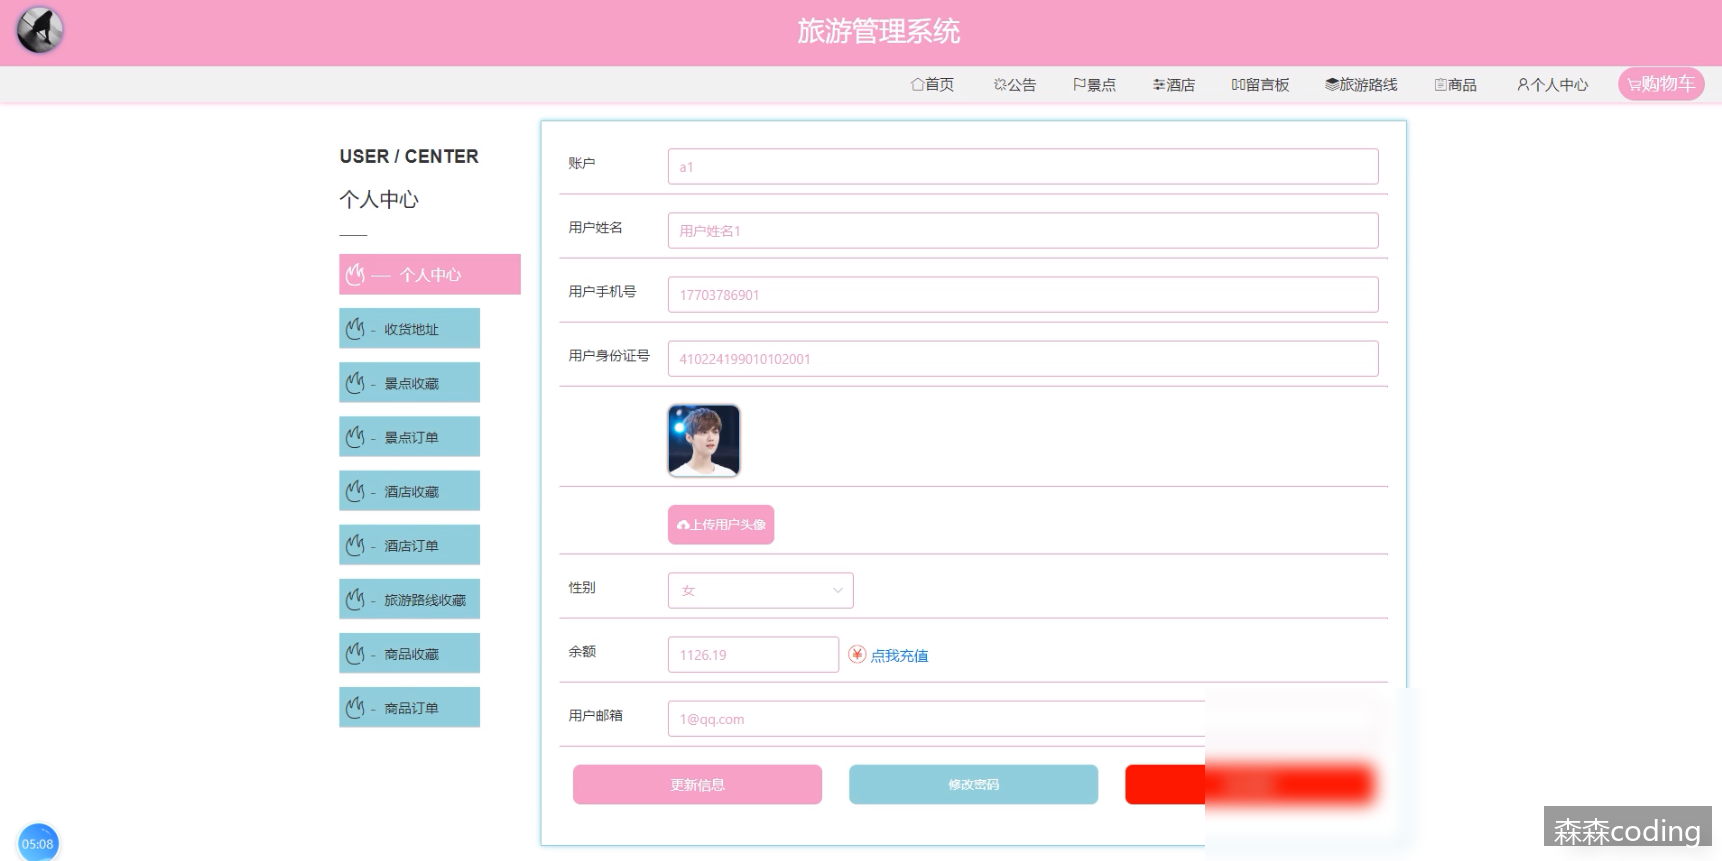 旅游管理系统
首页 公告 景点 酒店 留言板 旅游路线 商品 个人中心 购物车
USER / CENTER
个人中心
个人中心
- 收货地址
- 景点收藏
- 景点订单
- 酒店收藏
- 酒店订单
- 旅游路线收藏
- 商品收藏
- 商品订单
账户 a1
用户姓名 用户姓名1
用户手机号 17703786901
用户身份证号 410224199010102001
上传用户头像
性别 女
余额 1126.19 点我充值
用户邮箱 1@qq.com
更新信息 修改密码
05:08
森森coding